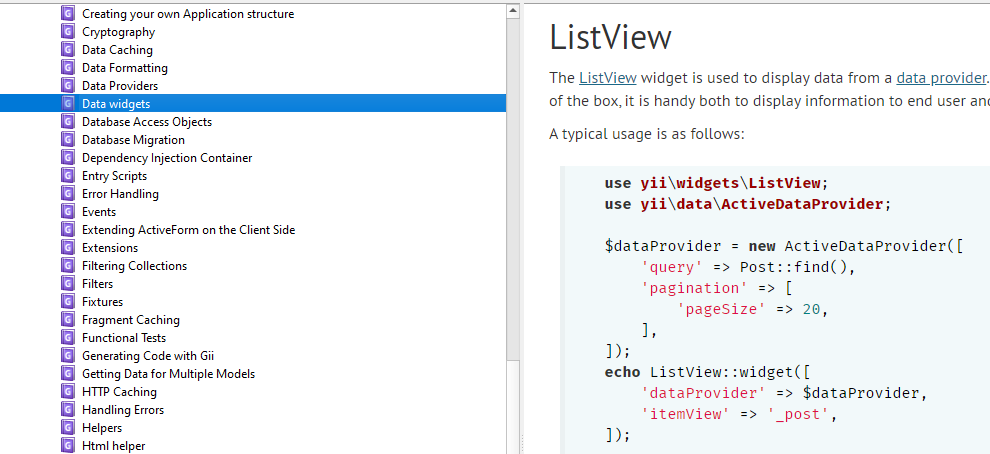 Creating your own Application structure
Cryptography
Data Caching
Data Formatting
Data Providers
Data widgets
Database Access Objects
Database Migration
Dependency Injection Container
Entry Scripts
Error Handling
Events
Extending ActiveForm on the Client Side
Extensions
Filtering Collections
Filters
Fixtures
Fragment Caching
Functional Tests
Generating Code with Gii
Getting Data for Multiple Models
HTTP Caching
Handling Errors
Helpers
Html helper
ListView
The ListView widget is used to display data from a data provider.
of the box, it is handy both to display information to end user and
A typical usage is as follows:
use yii\widgets\ListView;
use yii\data\ActiveDataProvider;
$dataProvider = new ActiveDataProvider([
    'query' => Post::find(),
    'pagination' => [
        'pageSize' => 20,
    ],
]);
echo ListView::widget([
    'dataProvider' => $dataProvider,
    'itemView' => '_post',
]);